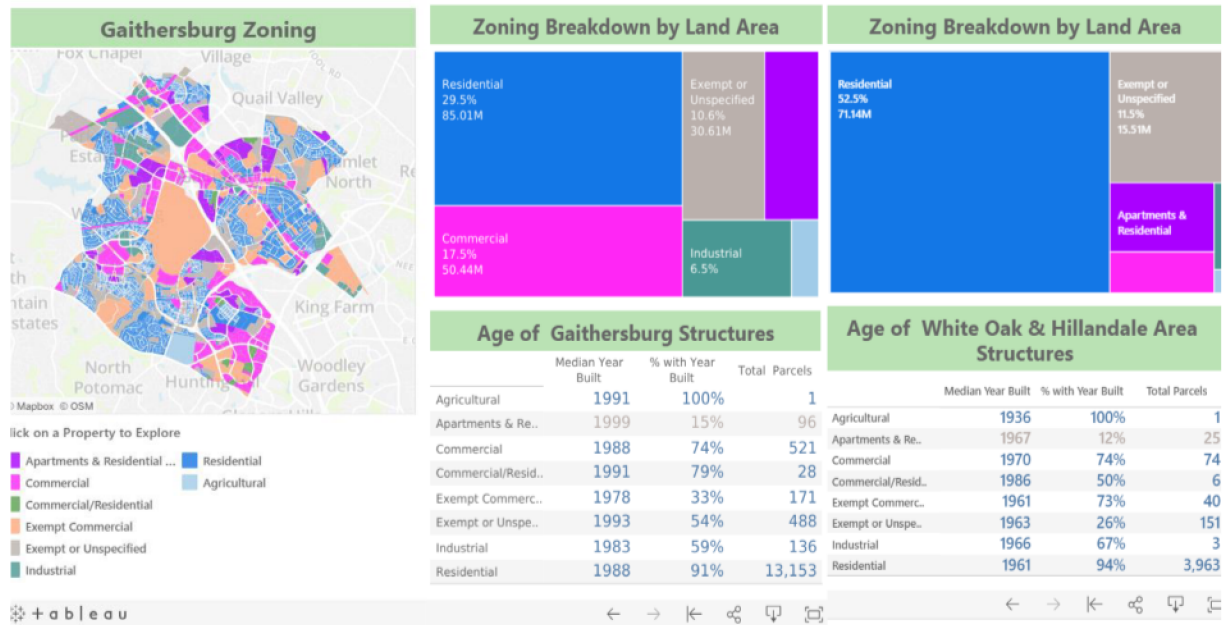 Gaithersburg Zoning
Fox Chapel
Village
Quail Valley
Esta
mlet
North
Re
W
th
ntain
states
King Farm
North
Potomac
Hunting
Woodley
Gardens
Mapbox © OSM
lick on a Property to Explore
Apartments & Residential ...
Residential
Commercial
Agricultural
Commercial/Residential
Exempt Commercial
Exempt or Unspecified
Industrial
+ a b l e a u
Zoning Breakdown by Land Area
Residential
29.5%
85.01M
Exempt or
Unspecified
10.6%
30.61M
Commercial
17.5%
50.44M
Industrial
6.5%
Age of Gaithersburg Structures
Median Year Built % with Year Built Total Parcels
Agricultural 1991 100% 1
Apartments & Re.. 1999 15% 96
Commercial 1988 74% 521
Commercial/Resid.. 1991 79% 28
Exempt Commerc.. 1978 33% 171
Exempt or Unspe.. 1993 54% 488
Industrial 1983 59% 136
Residential 1988 91% 13,153
Zoning Breakdown by Land Area
Residential
52.5%
71.14M
Exempt or
Unspecified
11.5%
15.51M
Apartments &
Residential
Age of White Oak & Hillandale Area
Structures
Median Year Built % with Year Built Total Parcels
Agricultural 1936 100% 1
Apartments & Re.. 1967 12% 25
Commercial 1970 74% 74
Commercial/Resid.. 1986 50% 6
Exempt Commerc.. 1961 73% 40
Exempt or Unspe.. 1963 26% 151
Industrial 1966 67% 3
Residential 1961 94% 3,963